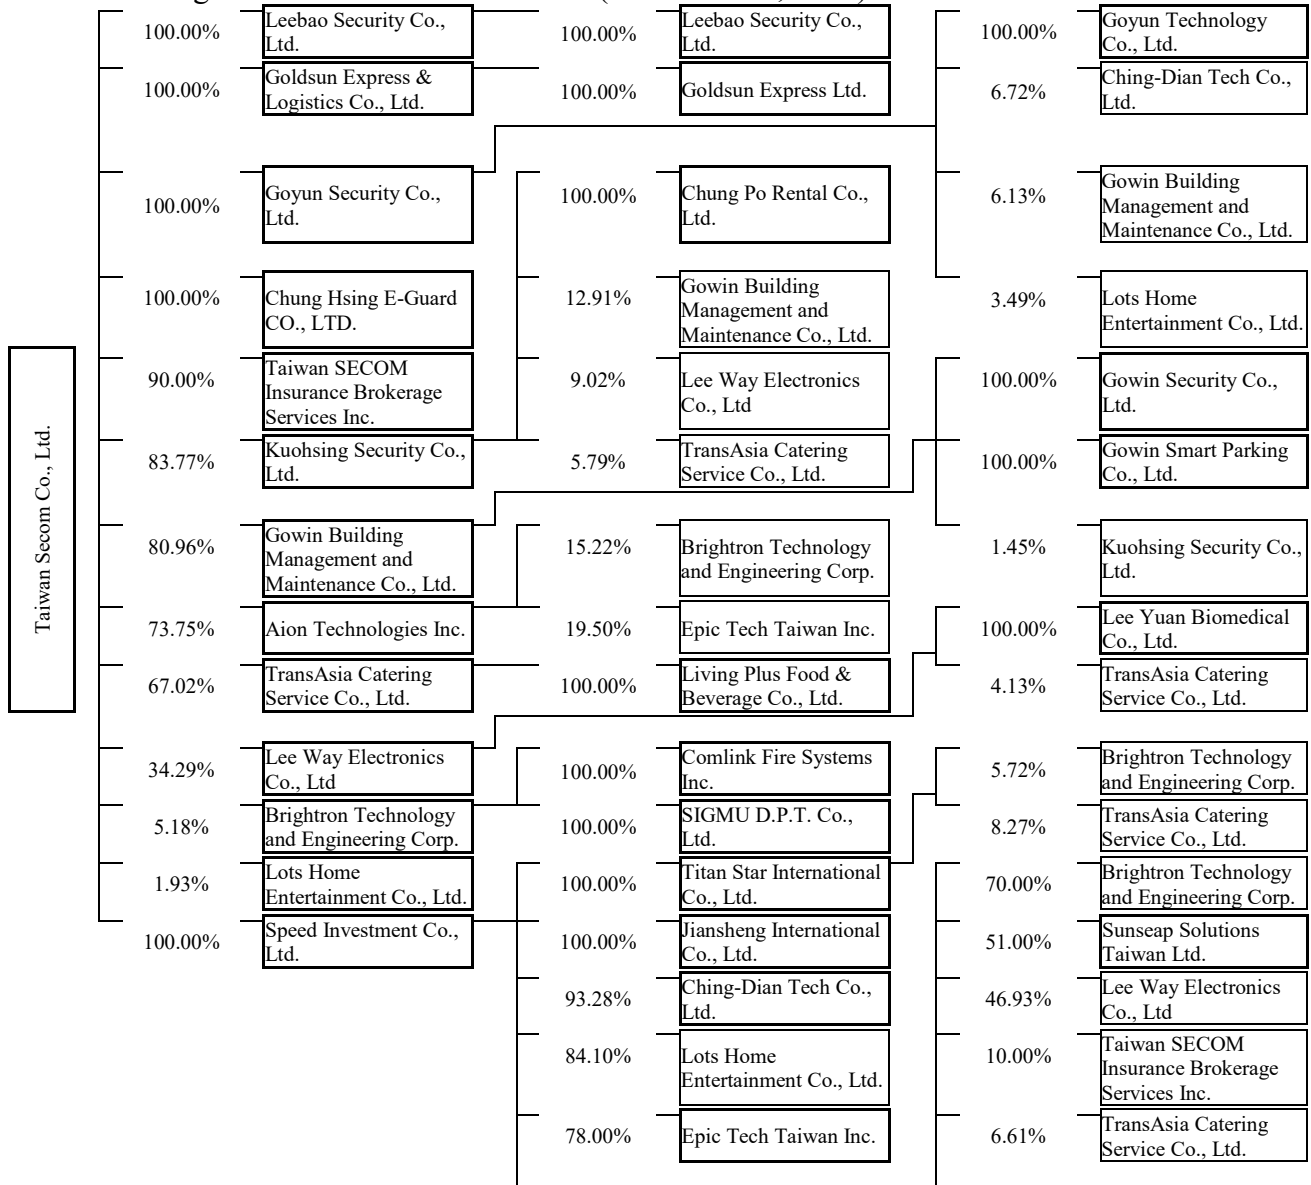 Taiwan Secom Co., Ltd.
100.00%
Leebao Security Co.,
Ltd.
100.00%
Leebao Security Co.,
Ltd.
100.00%
Goyun Technology
Co., Ltd.
100.00%
Goldsun Express &
Logistics Co., Ltd.
100.00%
Goldsun Express Ltd.
6.72%
Ching-Dian Tech Co.,
Ltd.
100.00%
Goyun Security Co.,
Ltd.
100.00%
Chung Po Rental Co.,
Ltd.
6.13%
Gowin Building
Management and
Maintenance Co., Ltd.
100.00%
Chung Hsing E-Guard
CO., LTD.
12.91%
Gowin Building
Management and
Maintenance Co., Ltd.
3.49%
Lots Home
Entertainment Co., Ltd.
90.00%
Taiwan SECOM
Insurance Brokerage
Services Inc.
9.02%
Lee Way Electronics
Co., Ltd
100.00%
Gowin Security Co.,
Ltd.
83.77%
Kuohsing Security Co.,
Ltd.
5.79%
TransAsia Catering
Service Co., Ltd.
100.00%
Gowin Smart Parking
Co., Ltd.
80.96%
Gowin Building
Management and
Maintenance Co., Ltd.
15.22%
Brightron Technology
and Engineering Corp.
1.45%
Kuohsing Security Co.,
Ltd.
73.75%
Aion Technologies Inc.
19.50%
Epic Tech Taiwan Inc.
100.00%
Lee Yuan Biomedical
Co., Ltd.
67.02%
TransAsia Catering
Service Co., Ltd.
100.00%
Living Plus Food &
Beverage Co., Ltd.
4.13%
TransAsia Catering
Service Co., Ltd.
34.29%
Lee Way Electronics
Co., Ltd
100.00%
Comlink Fire Systems
Inc.
5.72%
Brightron Technology
and Engineering Corp.
5.18%
Brightron Technology
and Engineering Corp.
100.00%
SIGMU D.P.T. Co.,
Ltd.
8.27%
TransAsia Catering
Service Co., Ltd.
1.93%
Lots Home
Entertainment Co., Ltd.
100.00%
Titan Star International
Co., Ltd.
70.00%
Brightron Technology
and Engineering Corp.
100.00%
Speed Investment Co.,
Ltd.
100.00%
Jiansheng International
Co., Ltd.
51.00%
Sunseap Solutions
Taiwan Ltd.
93.28%
Ching-Dian Tech Co.,
Ltd.
46.93%
Lee Way Electronics
Co., Ltd
84.10%
Lots Home
Entertainment Co., Ltd.
10.00%
Taiwan SECOM
Insurance Brokerage
Services Inc.
78.00%
Epic Tech Taiwan Inc.
6.61%
TransAsia Catering
Service Co., Ltd.